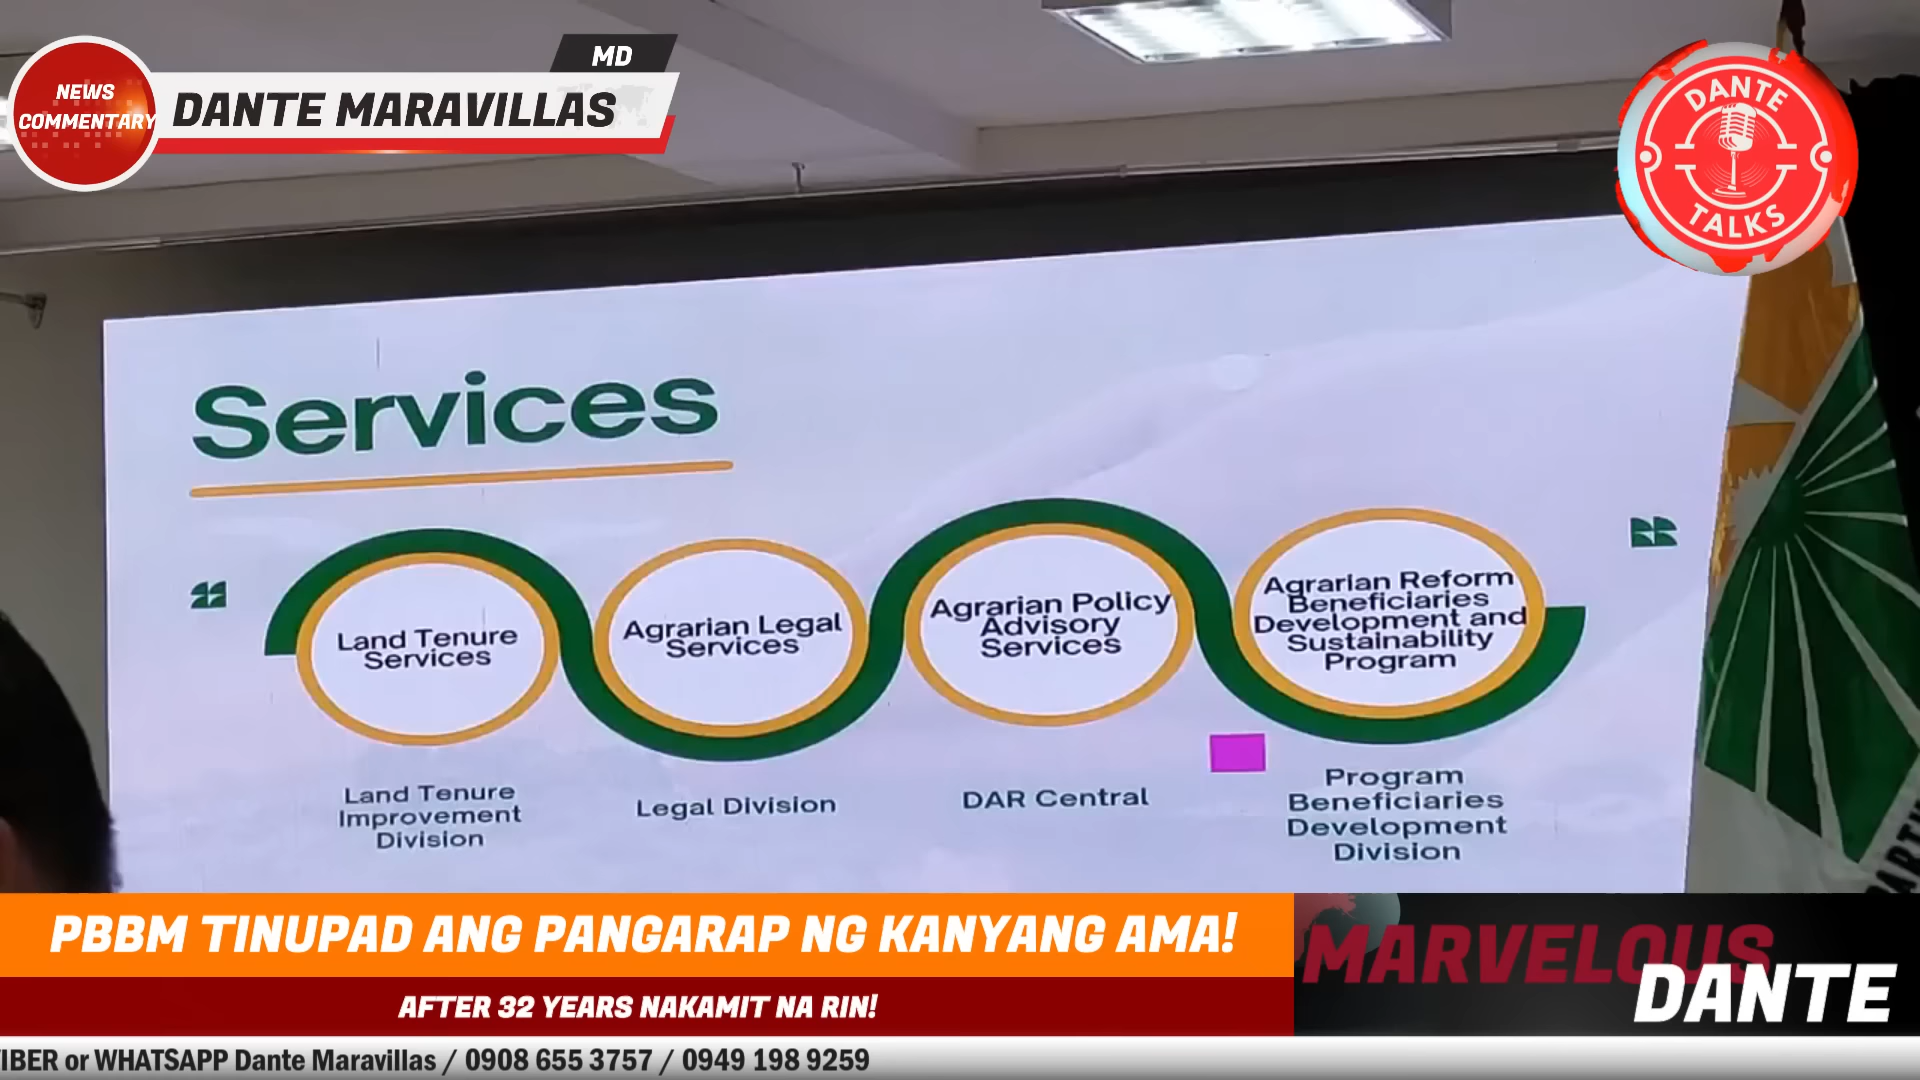 MD
NEWS
COMMENTARY
DANTE MARAVILLAS
DANTE
TALKS
Services
Land Tenure
Services
Agrarian Legal
Services
Agrarian Policy
Advisory
Services
Agrarian Reform
Beneficiaries
Development and
Sustainability
Program
Land Tenure
Improvement
Division
Legal Division
DAR Central
Program
Beneficiaries
Development
Division
PBBM TINUPAD ANG PANGARAP NG KANYANG AMA!
AFTER 32 YEARS NAKAMIT NA RIN!
MARVELOUS
DANTE
or WHATSAPP Dante Maravillas / 0908 655 3757 / 0949 198 9259